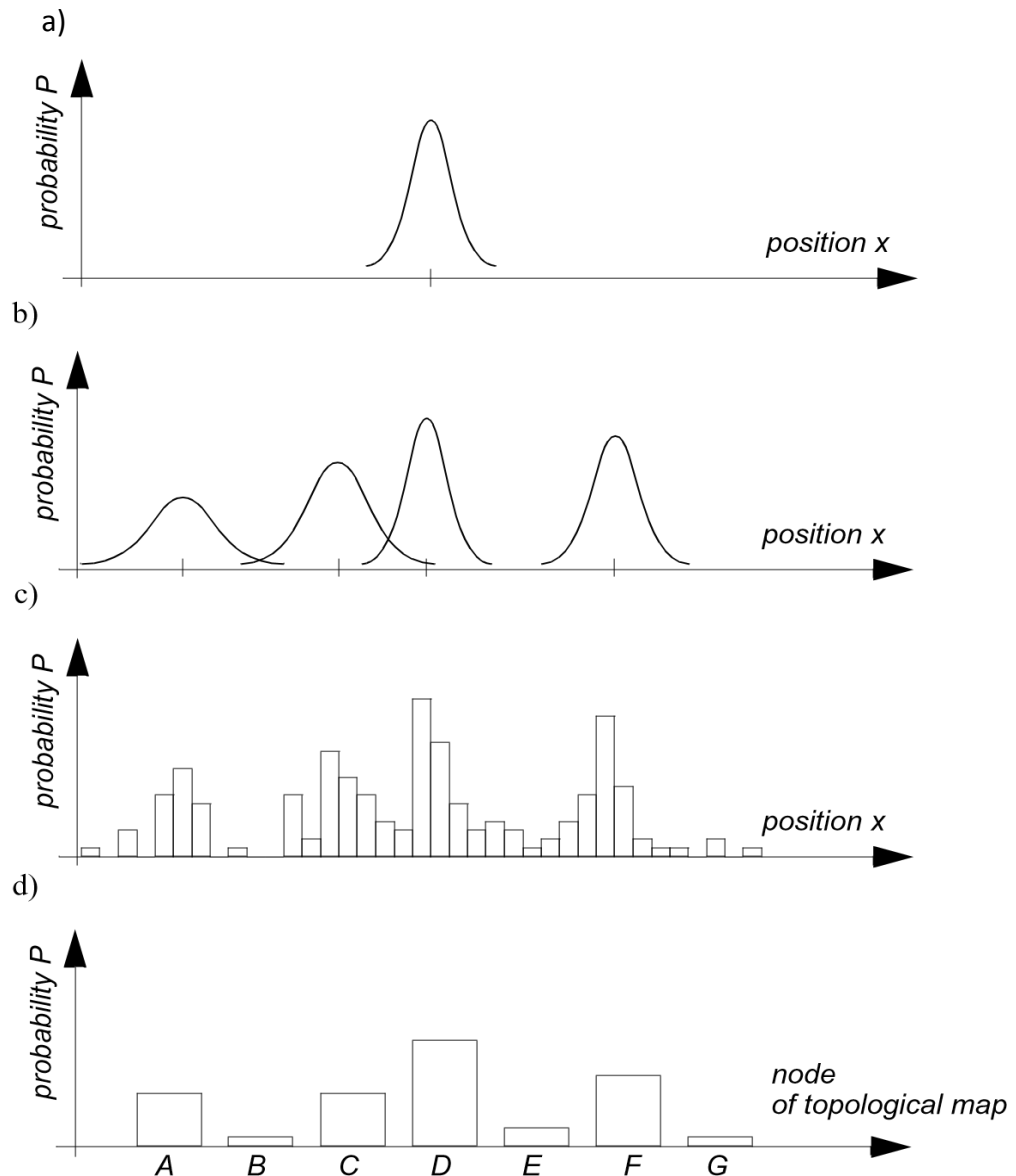 a)
probability P
position x
b)
probability P
position x
c)
probability P
position x
d)
probability P
node
of topological map
A B C D E F G